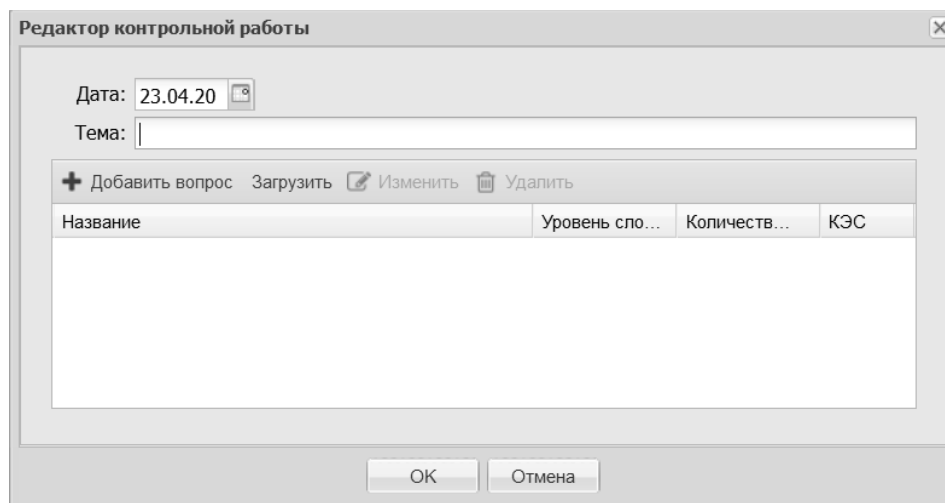 Редактор контрольной работы
Дата: 23.04.20
Тема:
Добавить вопрос Загрузить Изменить Удалить
Название Уровень сло... Количеств... КЭС
OK Отмена